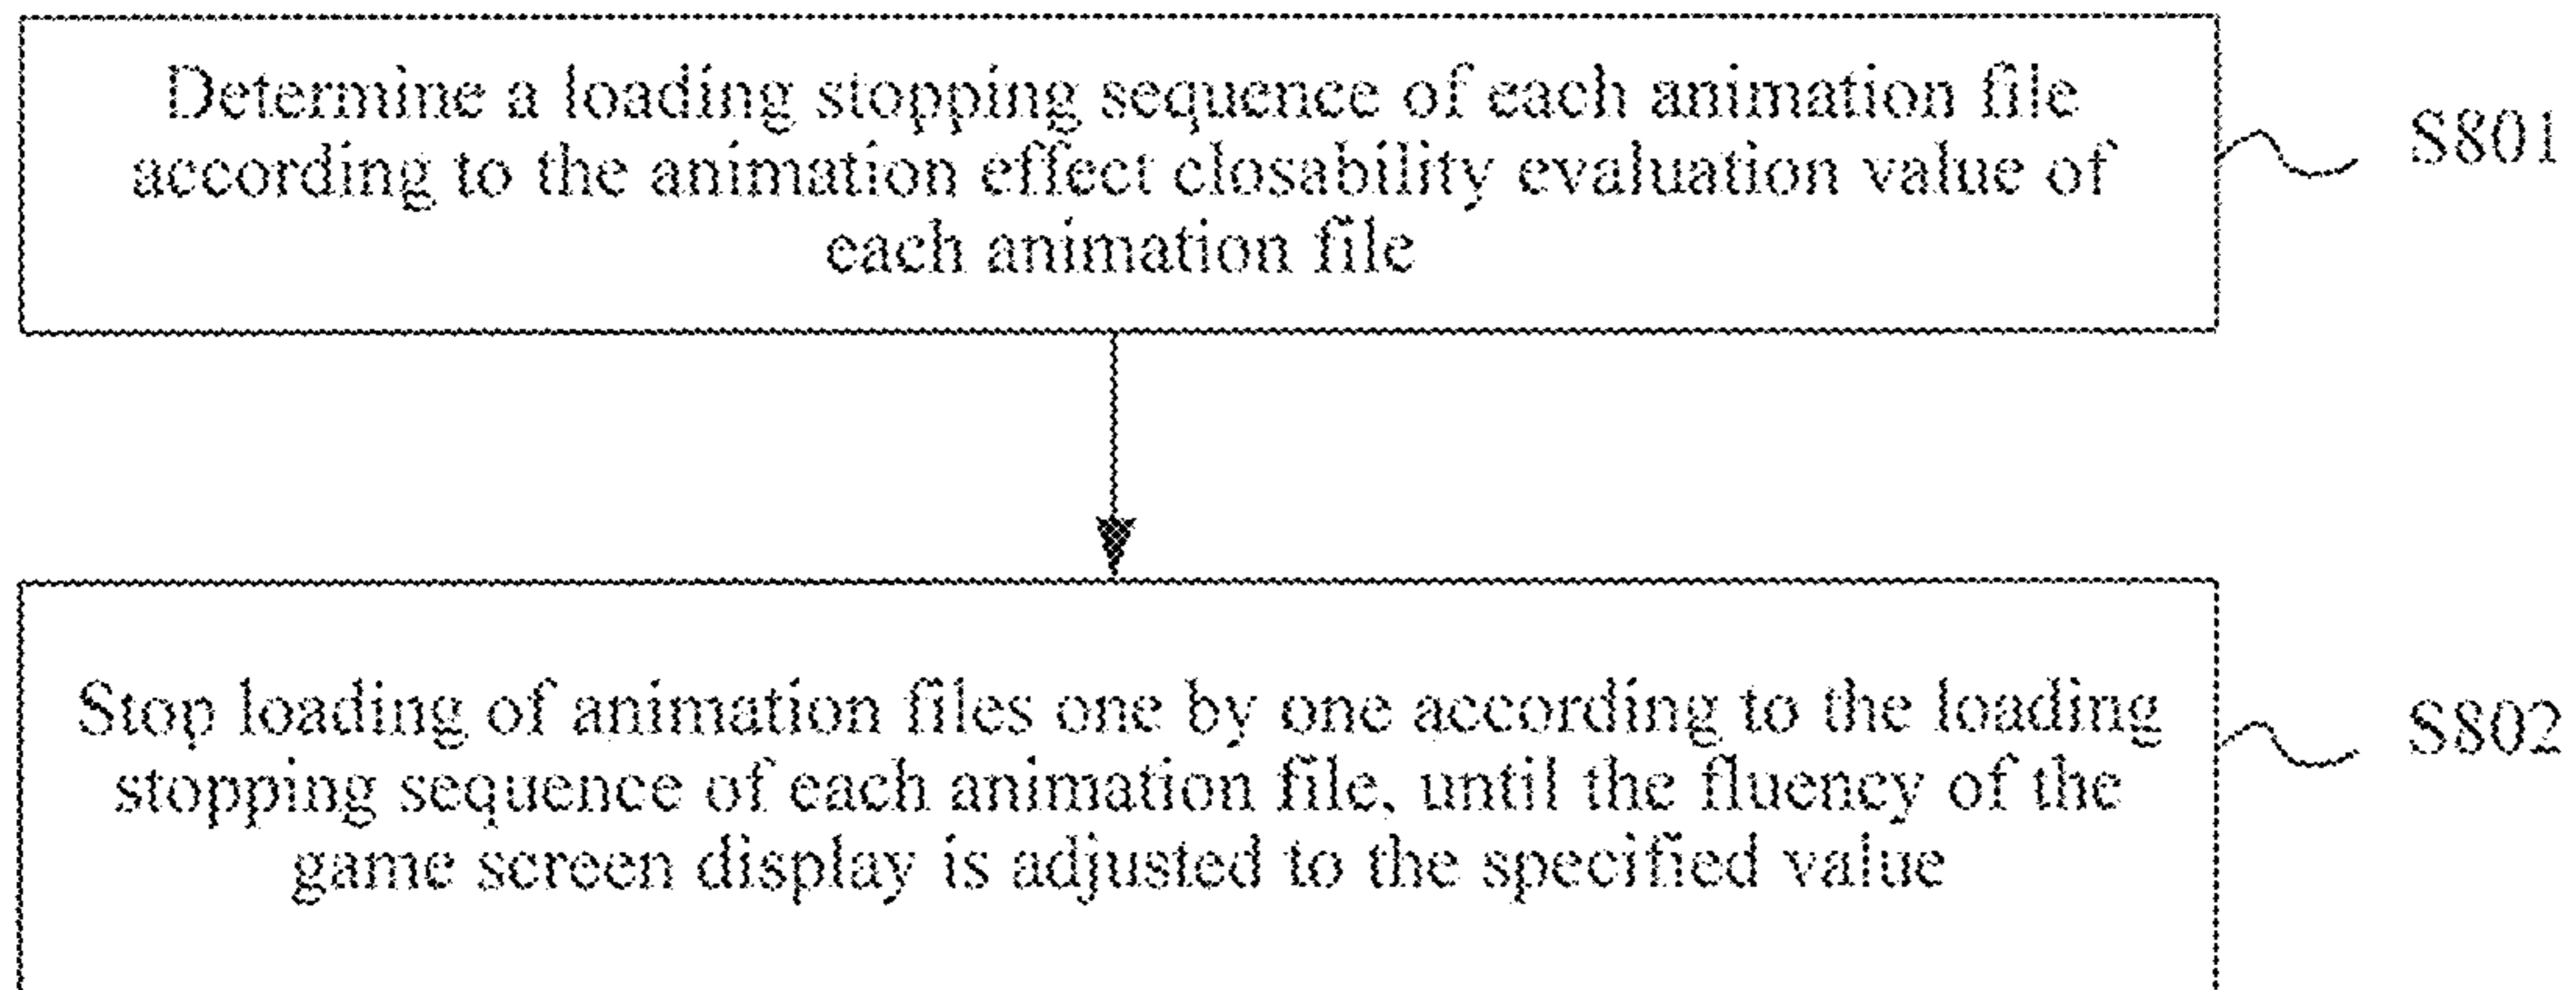 Determine a loading stopping sequence of each animation file
according to the animation effect closability evaluation value of
each animation file
S801
Stop loading of animation files one by one according to the loading
stopping sequence of each animation file, until the fluency of the
game screen display is adjusted to the specified value
S802